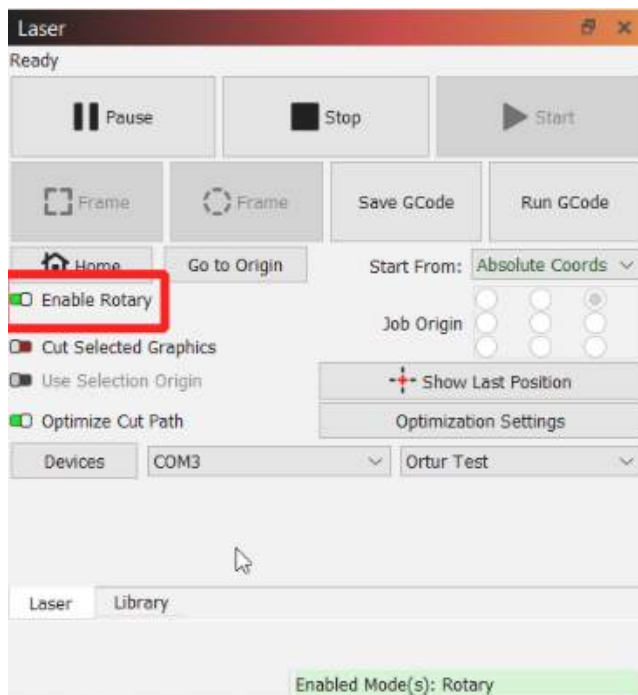 Laser
Ready
Pause
Stop
Start
Frame
Frame
Save GCode
Run GCode
Home
Go to Origin
Start From:
Absolute Coords
Enable Rotary
Job Origin
Cut Selected Graphics
Use Selection Origin
Show Last Position
Optimize Cut Path
Optimization Settings
Devices
COM3
Ortur Test
Laser
Library
Enabled Mode(s): Rotary